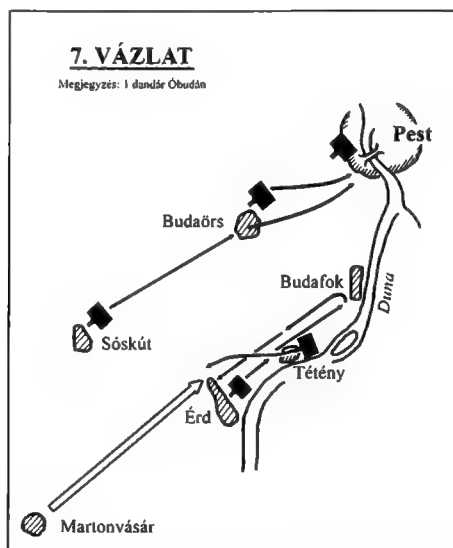 7. VÁZLAT
Megjegyzés: 1 dandár Óbudán
Pest
Budaörs
Budafok
Duna
Sóskút
Tétény
Érd
Martonvásár